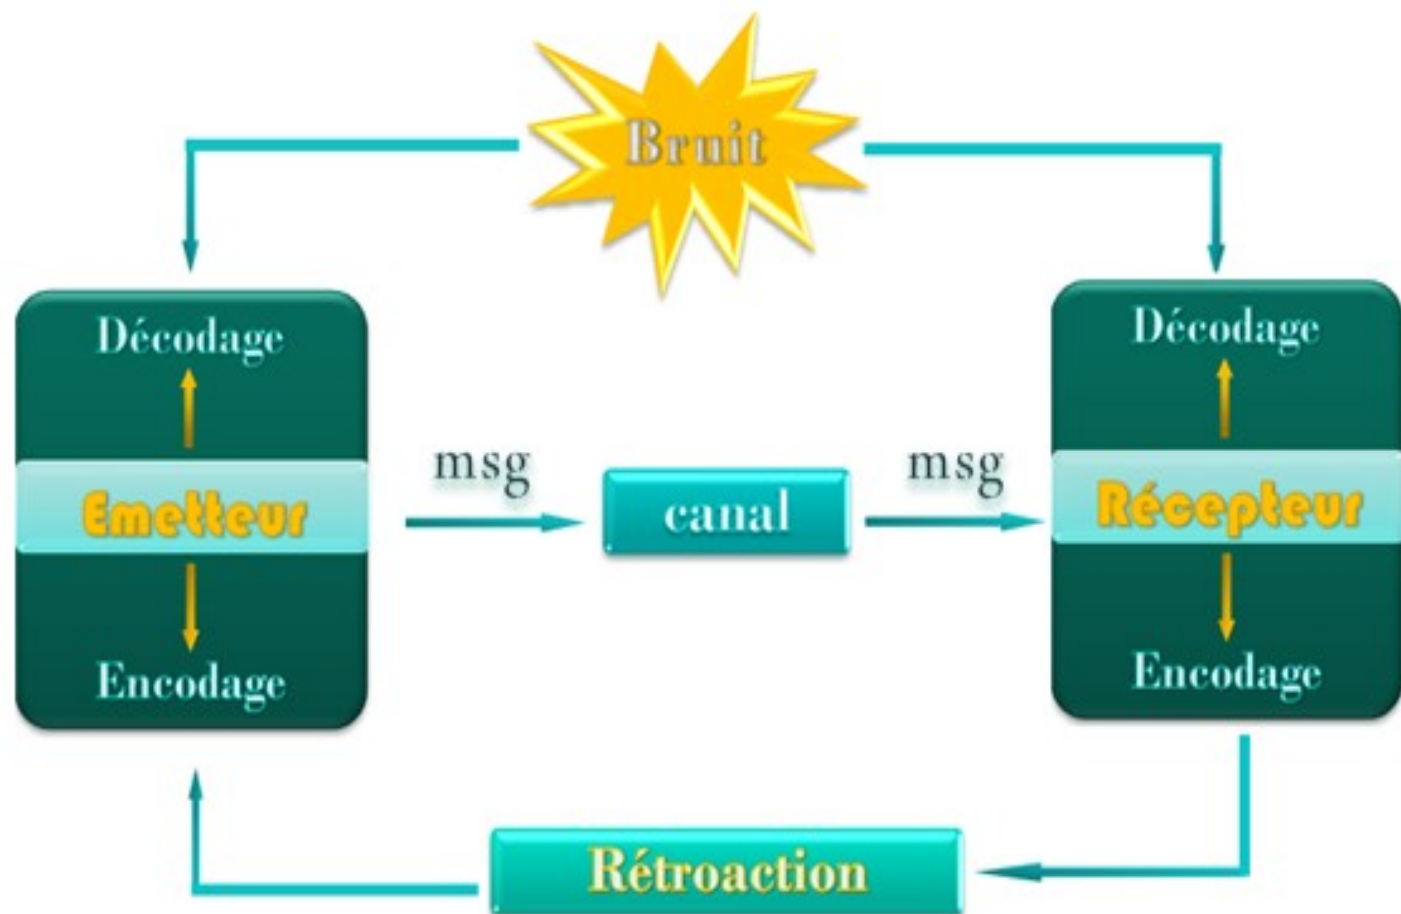 Bruit
Décodage
Décodage
msg
msg
Emetteur
canal
Récepteur
Encodage
Encodage
Rétroaction